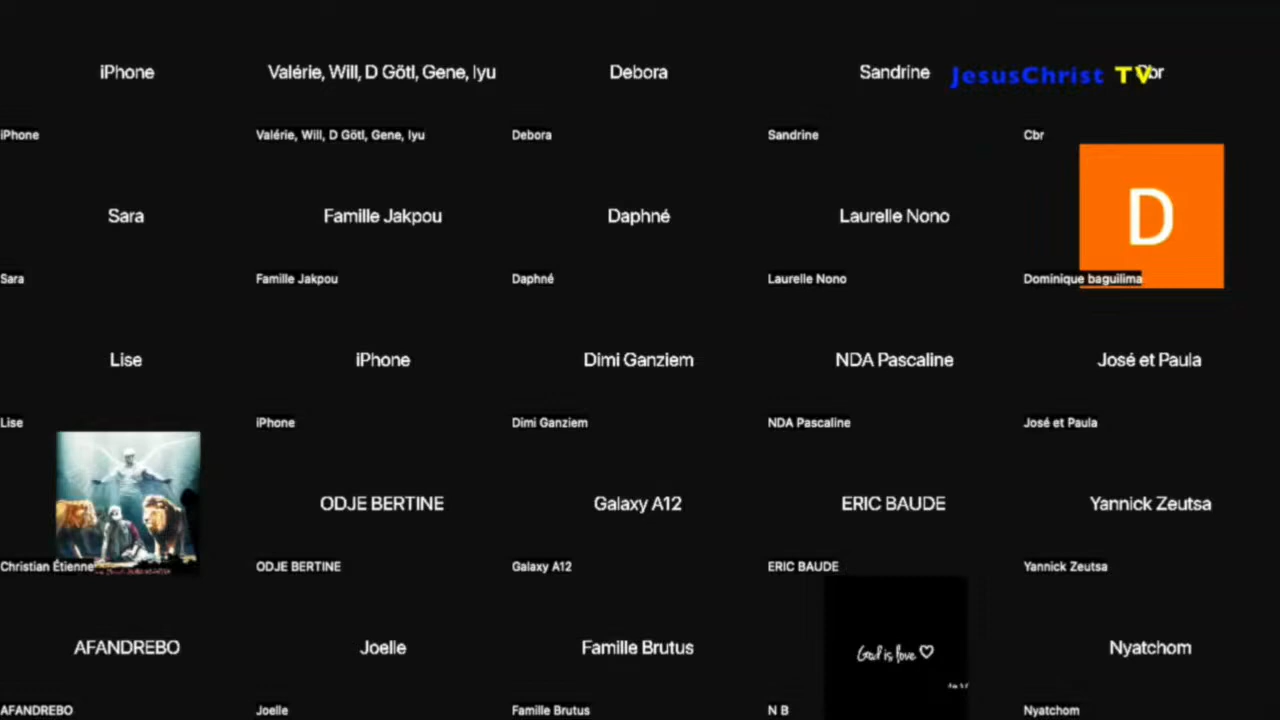 iPhone
Valérie, Will, D Götl, Gene, Iyu
Debora
Sandrine
JesusChrist TV
iPhone
Valérie, Will, D Götl, Gene, Iyu
Debora
Sandrine
Cbr
Sara
Famille Jakpou
Daphné
Laurelle Nono
D
Sara
Famille Jakpou
Daphné
Laurelle Nono
Dominique baguilima
Lise
iPhone
Dimi Ganziem
NDA Pascaline
José et Paula
Lise
iPhone
Dimi Ganziem
NDA Pascaline
José et Paula
ODJE BERTINE
Galaxy A12
ERIC BAUDE
Yannick Zeutsa
Christian Étienne
ODJE BERTINE
Galaxy A12
ERIC BAUDE
Yannick Zeutsa
AFANDREBO
Joelle
Famille Brutus
God is love ♡
Nyatchom
AFANDREBO
Joelle
Famille Brutus
N B
Nyatchom